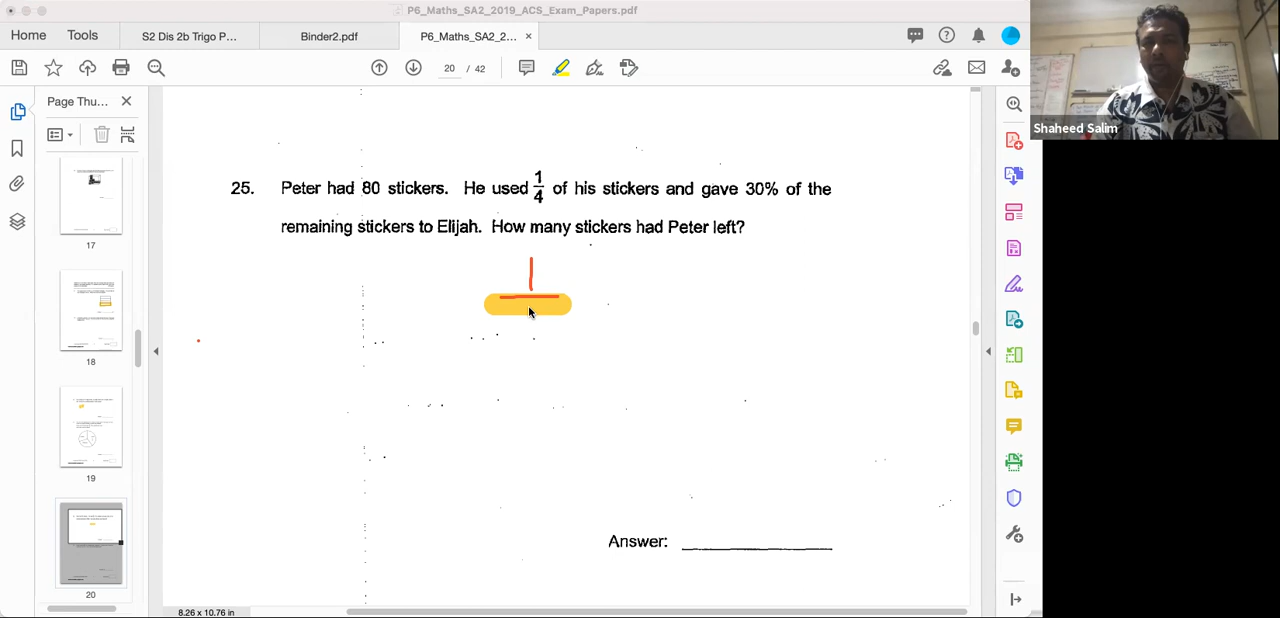 P6_Maths_SA2_2019_ACS_Exam_Papers.pdf
Home Tools S2 Dis 2b Trigo P... Binder2.pdf P6_Maths_SA2_2... ×
20 / 42
Page Thu...
Shaheed Salim
25. Peter had 80 stickers. He used 1/4 of his stickers and gave 30% of the
remaining stickers to Elijah. How many stickers had Peter left?
17
18
19
Answer:
20
8.26 x 10.76 in